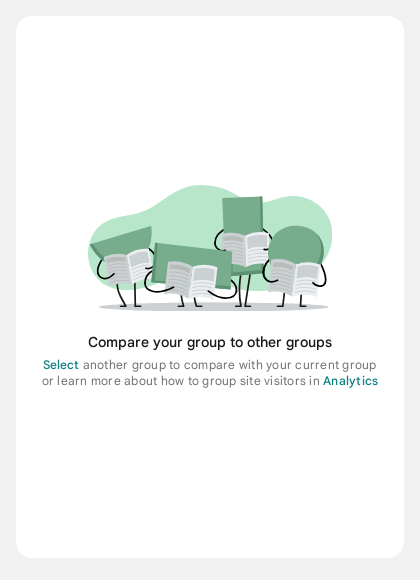 Compare your group to other groups
Select another group to compare with your current group
or learn more about how to group site visitors in Analytics